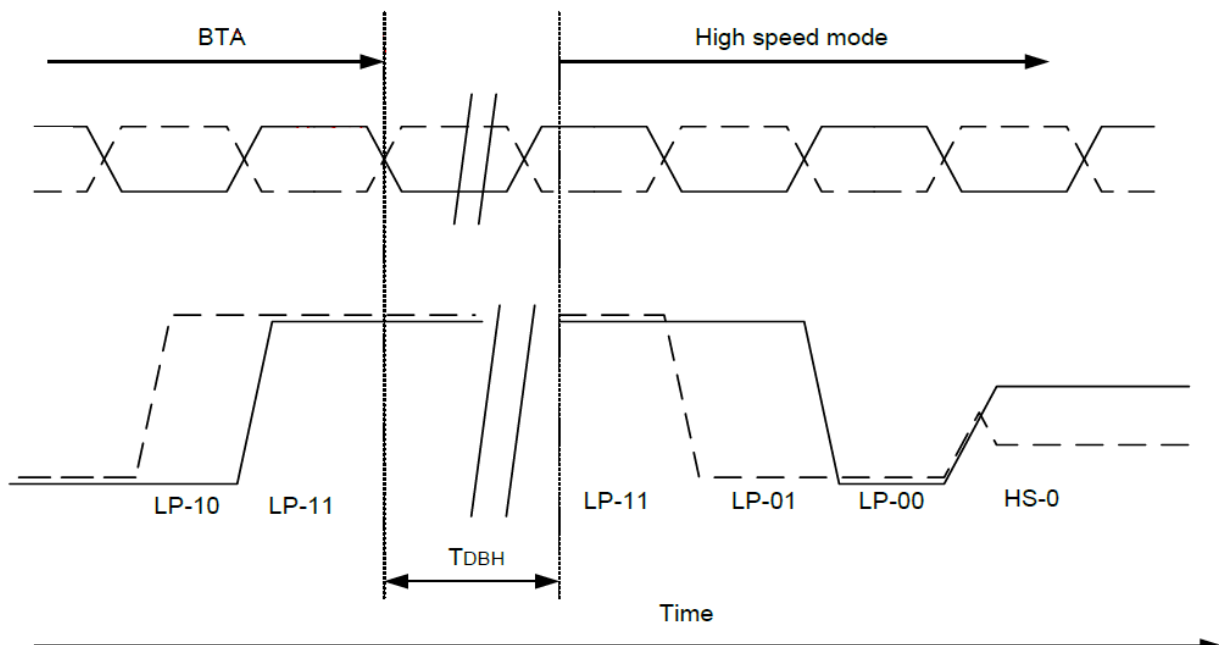 BTA
High speed mode
LP-10
LP-11
LP-11
LP-01
LP-00
HS-0
TDBH
Time